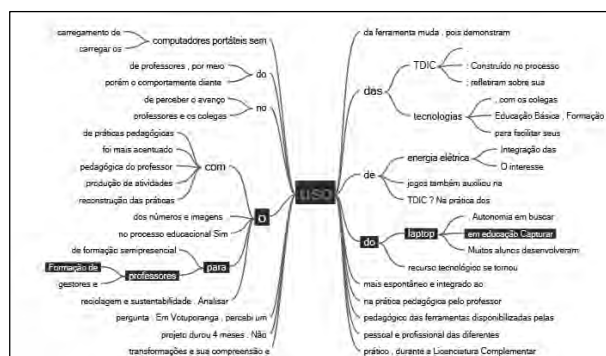 carregamento de
carregar os
computadores portáteis sem
de professores , por meio
porém o comportamente diante
do
de perceber o avanço
professores e os colegas
no
de práticas pedagógicas
foi mais acentuado
pedagógica do professor
produção de atividades
reconstrução das práticas
com
dos números e imagens
no processo educacional Sim
o
de formação semipresencial
Formação de
gestores e
professores
para
reciclagem e sustentabilidade . Analisar
pergunta . Em Votuporanga , percebi um
projeto durou 4 meses . Não
transformações e sua compreensão e
uso
da ferramenta muda , pois demonstram
das
TDIC
.
: Construído no processo
; refletiram sobre sua
tecnologias
, com os colegas
Educação Básica , Formação
para facilitar seus
de
energia elétrica
Integração das
O interesse
jogos também auxiliou na
TDIC ? Na prática dos
do
laptop
. Autonomia em buscar
em educação Capturar
Muitos alunos desenvolveram
recurso tecnológico se tornou
mais espontâneo e integrado ao
na prática pedagógica pelo professor
pedagógico das ferramentas disponibilizadas pelas
pessoal e profissional das diferentes
prático , durante a Licenciatura Complementar